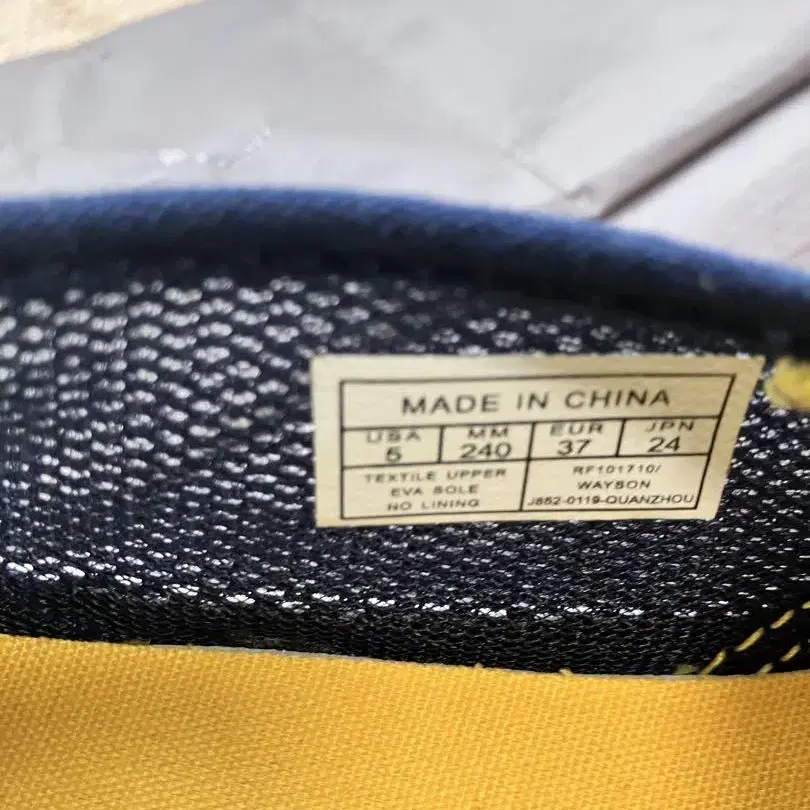 MADE IN CHINA
USA MM EUR JPN
5 240 37 24
TEXTILE UPPER
EVA SOLE
NO LINING
RF101710/
WAYSON
J852-0119-QUANZHOU